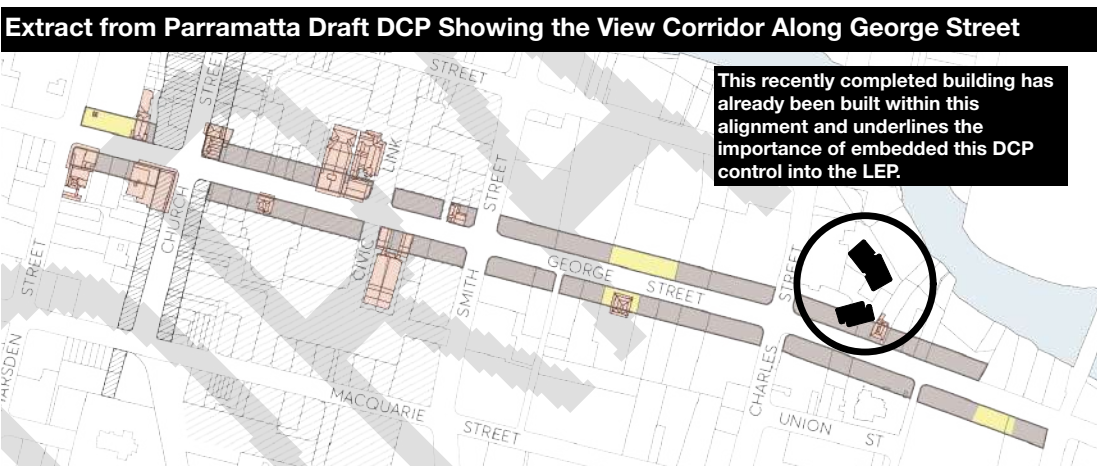 Extract from Parramatta Draft DCP Showing the View Corridor Along George Street
This recently completed building has
already been built within this
alignment and underlines the
importance of embedded this DCP
control into the LEP.
STREET
STREET
LINK
STREET
CHURCH
CIVIC
GEORGE
STREET
STREET
STREET
SMITH
CHARLES
MACQUARIE
STREET
UNION ST